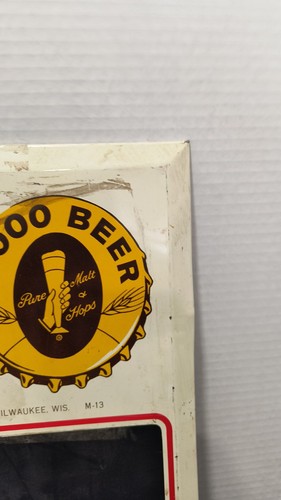 OOO BEER
Pure Malt
&
Hops
®
ILWAUKEE, WIS. M-13